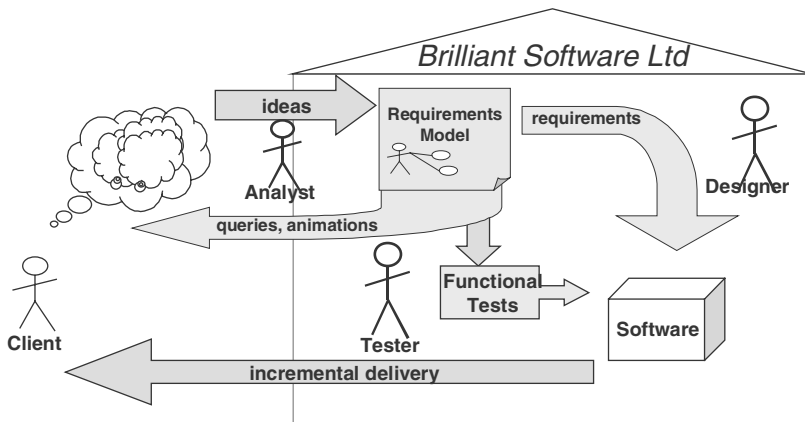 Brilliant Software Ltd
ideas
Requirements
Model
requirements
Analyst
Designer
queries, animations
Functional
Tests
Software
Client
Tester
incremental delivery